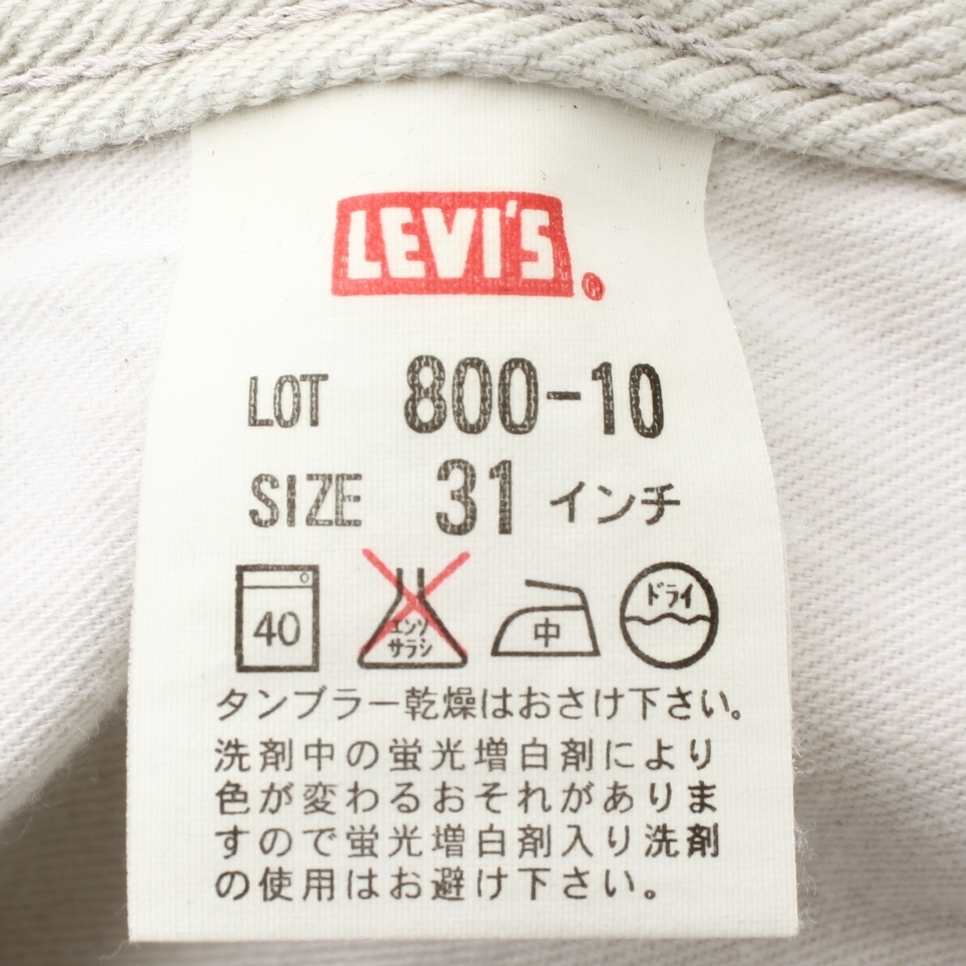 LEVI'S®
LOT 800-10
SIZE 31 インチ
40 エンソ サラシ 中 ドライ
タンブラー乾燥はおさけ下さい。
洗剤中の蛍光増白剤により
色が変わるおそれがありま
すので蛍光増白剤入り洗剤
の使用はお避け下さい。